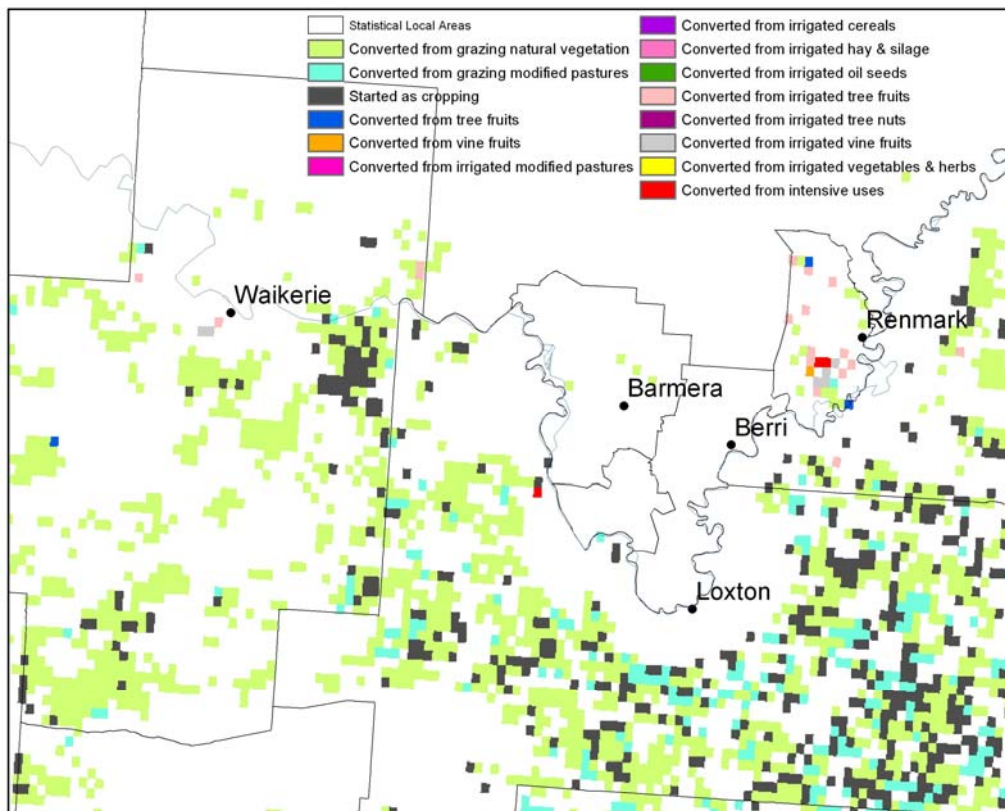 Statistical Local Areas
Converted from grazing natural vegetation
Converted from grazing modified pastures
Started as cropping
Converted from tree fruits
Converted from vine fruits
Converted from irrigated modified pastures
Converted from irrigated cereals
Converted from irrigated hay & silage
Converted from irrigated oil seeds
Converted from irrigated tree fruits
Converted from irrigated tree nuts
Converted from irrigated vine fruits
Converted from irrigated vegetables & herbs
Converted from intensive uses
Waikerie
Renmark
Barmera
Berri
Loxton